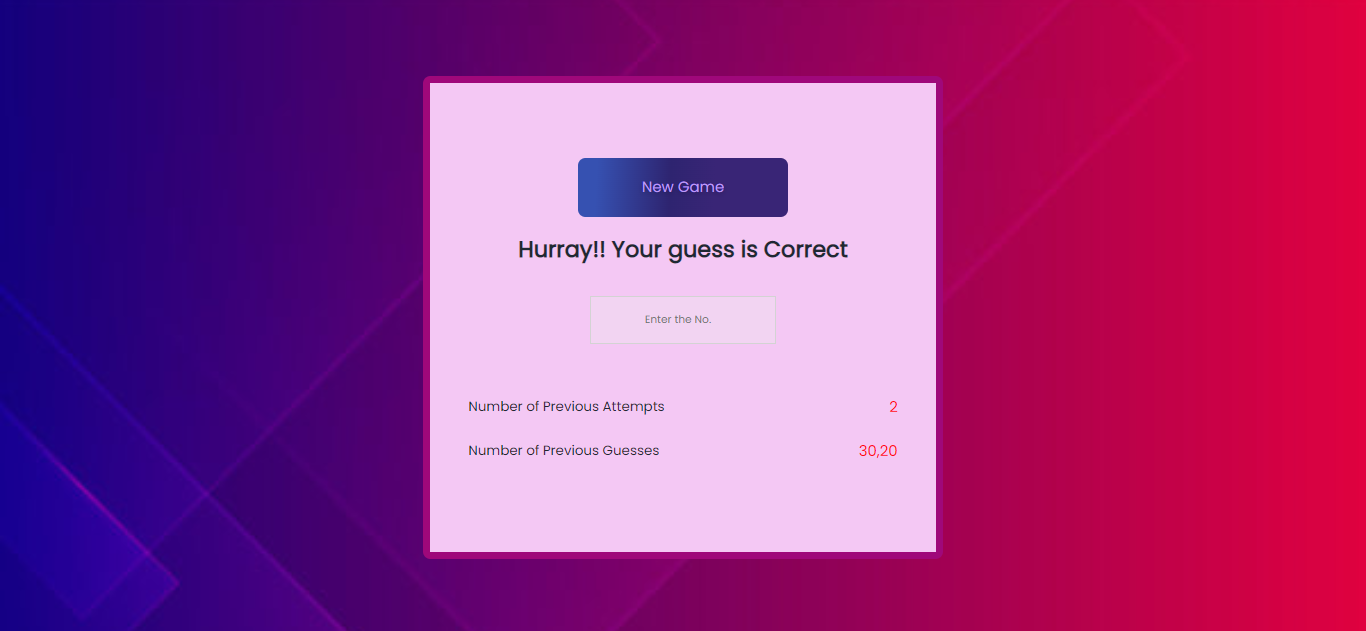 New Game
Hurray!! Your guess is Correct
Enter the No.
Number of Previous Attempts 2
Number of Previous Guesses 30,20